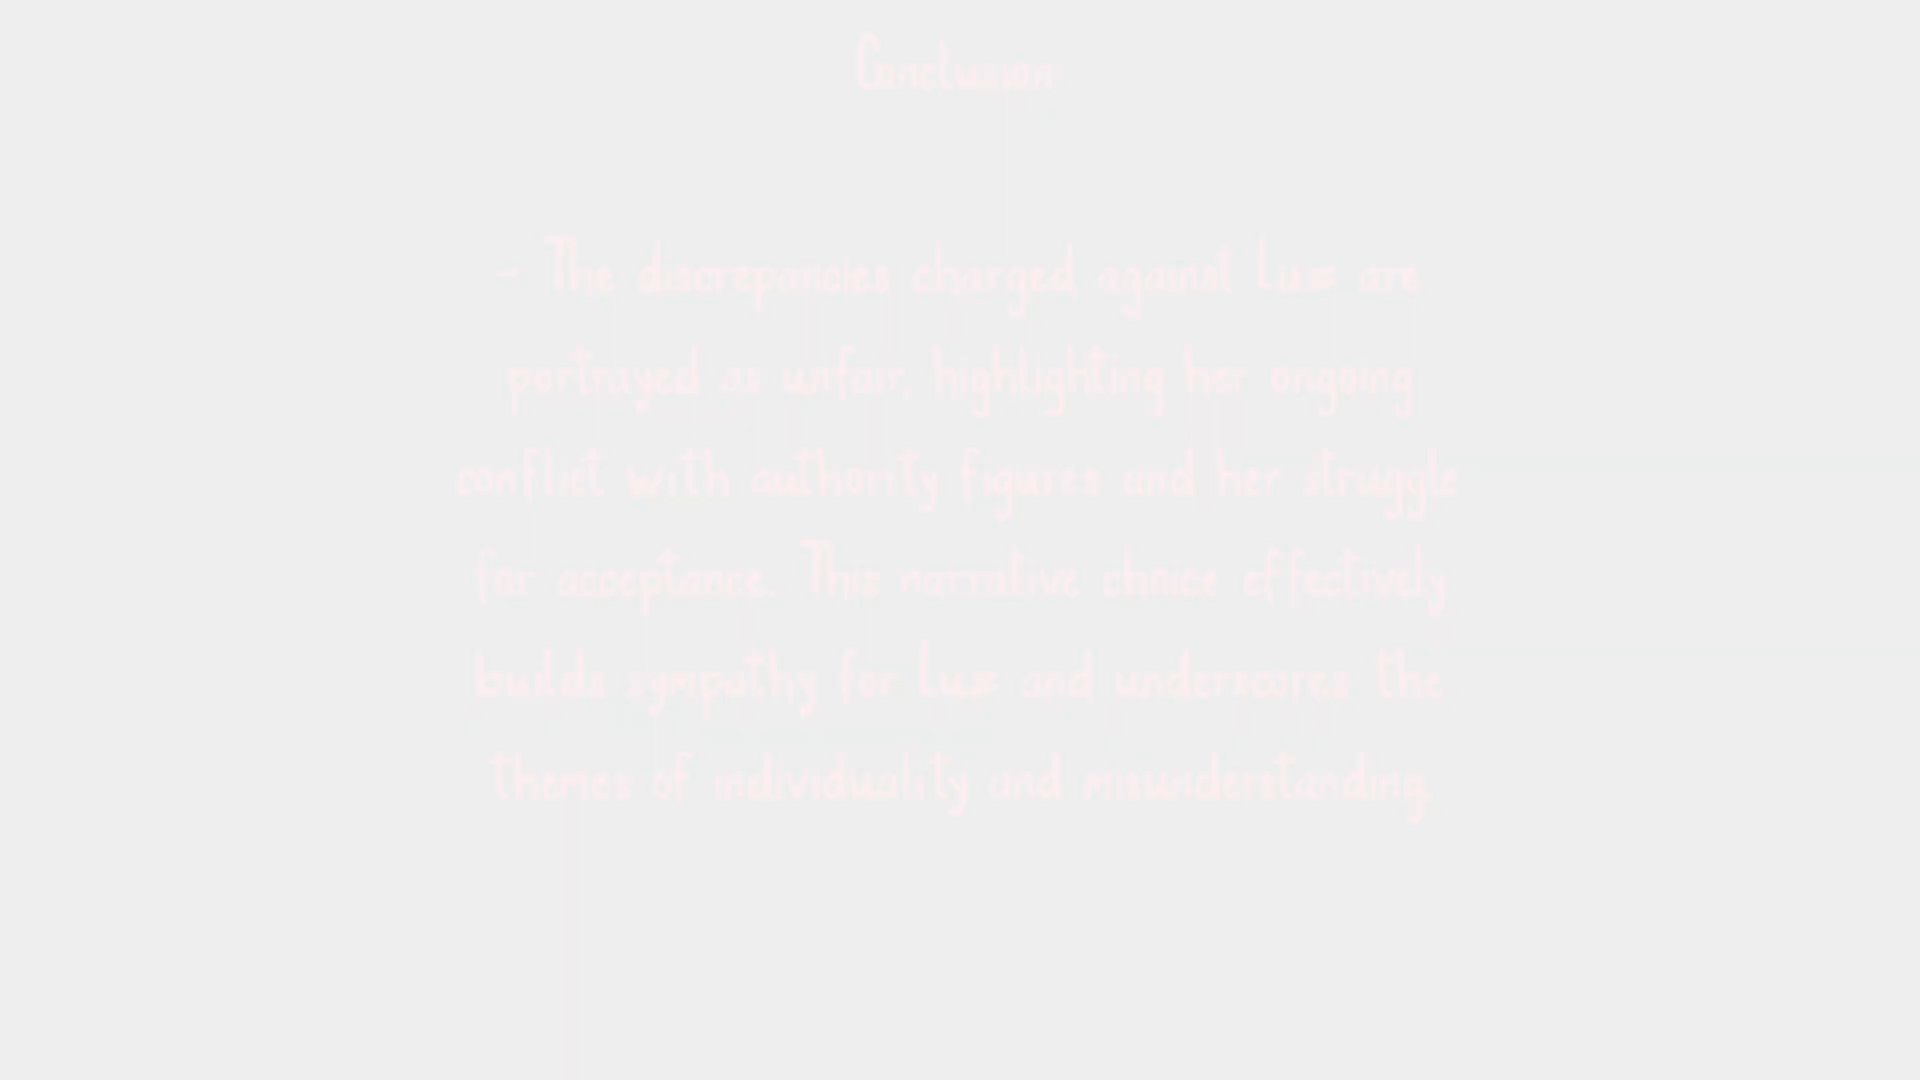 Conclusion:
- The discrepancies charged against Luz are
portrayed as unfair, highlighting her ongoing
conflict with authority figures and her struggle
for acceptance. This narrative choice effectively
builds sympathy for Luz and underscores the
themes of individuality and misunderstanding.